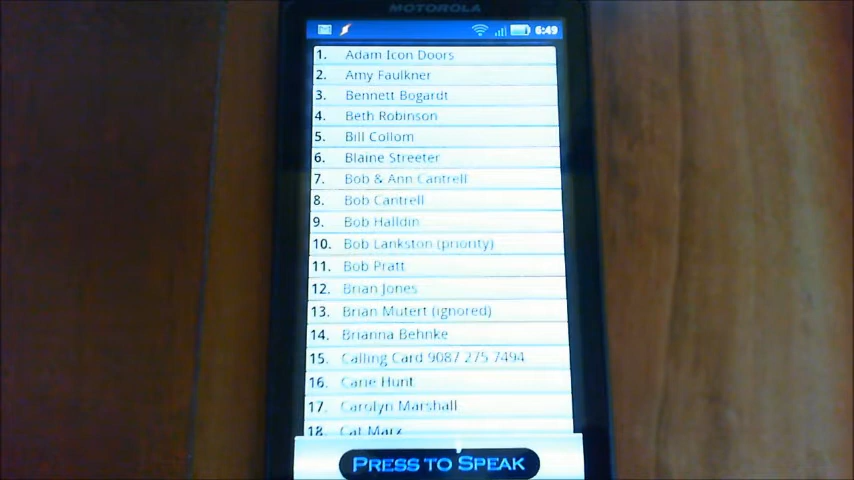 MOTOROLA
6:49
1. Adam Icon Doors
2. Amy Faulkner
3. Bennett Bogardt
4. Beth Robinson
5. Bill Collom
6. Blaine Streeter
7. Bob & Ann Cantrell
8. Bob Cantrell
9. Bob Halldin
10. Bob Lankston (priority)
11. Bob Pratt
12. Brian Jones
13. Brian Mutert (ignored)
14. Brianna Behnke
15. Calling Card 9087 275 7494
16. Carie Hunt
17. Carolyn Marshall
18. Cat Marx
PRESS TO SPEAK